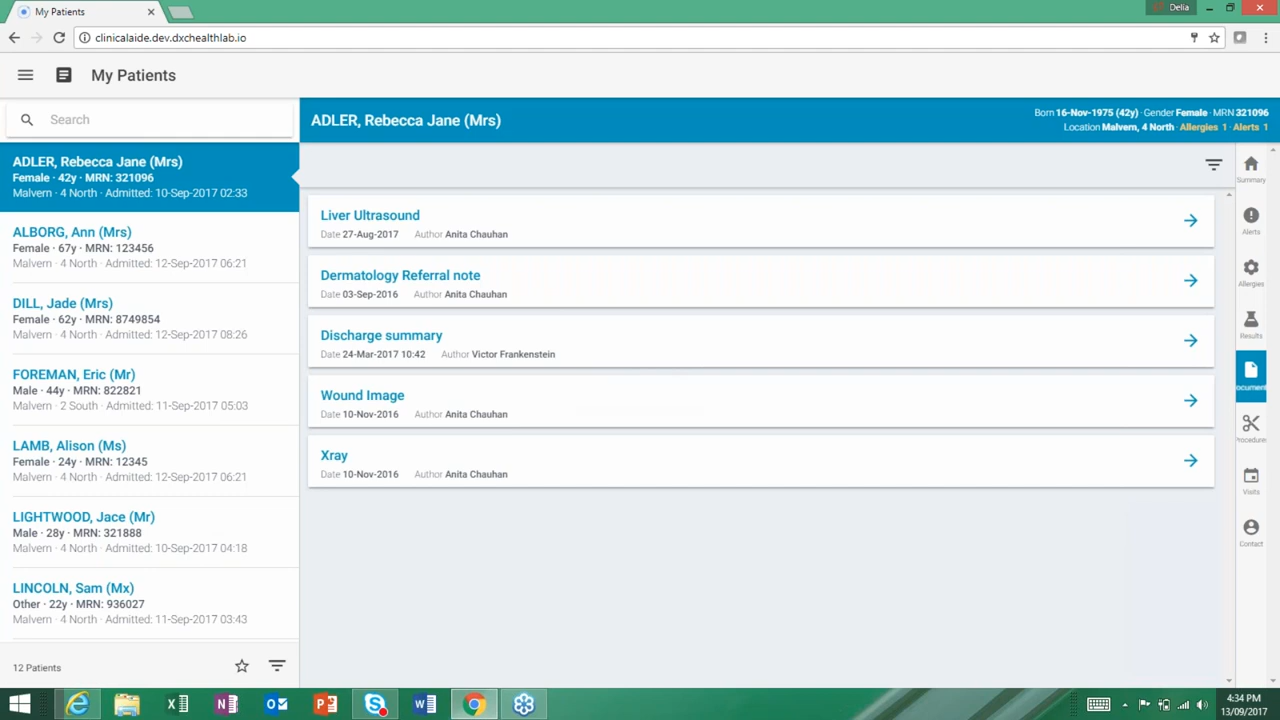 My Patients
Delia
clinicalaide.dev.dxchealthlab.io
My Patients
Search
ADLER, Rebecca Jane (Mrs)
Female · 42y · MRN: 321096
Malvern · 4 North · Admitted: 10-Sep-2017 02:33
ALBORG, Ann (Mrs)
Female · 67y · MRN: 123456
Malvern · 4 North · Admitted: 12-Sep-2017 06:21
DILL, Jade (Mrs)
Female · 62y · MRN: 8749854
Malvern · 4 North · Admitted: 12-Sep-2017 08:26
FOREMAN, Eric (Mr)
Male · 44y · MRN: 822821
Malvern · 2 South · Admitted: 11-Sep-2017 05:03
LAMB, Alison (Ms)
Female · 24y · MRN: 12345
Malvern · 4 North · Admitted: 12-Sep-2017 06:21
LIGHTWOOD, Jace (Mr)
Male · 28y · MRN: 321888
Malvern · 4 North · Admitted: 10-Sep-2017 04:18
LINCOLN, Sam (Mx)
Other · 22y · MRN: 936027
Malvern · 4 North · Admitted: 11-Sep-2017 03:43
12 Patients
ADLER, Rebecca Jane (Mrs)
Born 16-Nov-1975 (42y) · Gender Female · MRN 321096
Location Malvern, 4 North · Allergies 1 · Alerts 1
Liver Ultrasound
Date 27-Aug-2017 Author Anita Chauhan
Dermatology Referral note
Date 03-Sep-2016 Author Anita Chauhan
Discharge summary
Date 24-Mar-2017 10:42 Author Victor Frankenstein
Wound Image
Date 10-Nov-2016 Author Anita Chauhan
Xray
Date 10-Nov-2016 Author Anita Chauhan
Summary
Alerts
Allergies
Results
ocument
Procedure
Visits
Contact
4:34 PM
13/09/2017